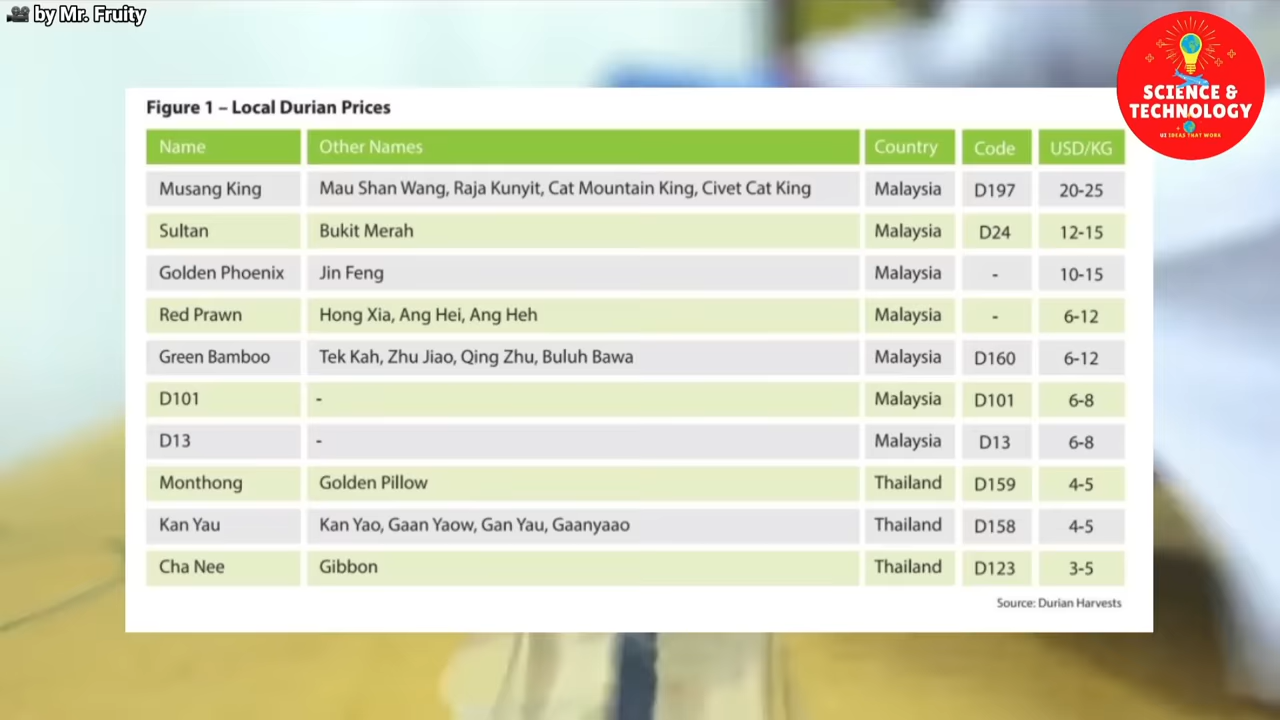 by Mr. Fruity
SCIENCE &
TECHNOLOGY
UZ IDEAS THAT WORK
Figure 1 – Local Durian Prices
Name Other Names Country Code USD/KG
Musang King Mau Shan Wang, Raja Kunyit, Cat Mountain King, Civet Cat King Malaysia D197 20-25
Sultan Bukit Merah Malaysia D24 12-15
Golden Phoenix Jin Feng Malaysia - 10-15
Red Prawn Hong Xia, Ang Hei, Ang Heh Malaysia - 6-12
Green Bamboo Tek Kah, Zhu Jiao, Qing Zhu, Buluh Bawa Malaysia D160 6-12
D101 - Malaysia D101 6-8
D13 - Malaysia D13 6-8
Monthong Golden Pillow Thailand D159 4-5
Kan Yau Kan Yao, Gaan Yaow, Gan Yau, Gaanyaao Thailand D158 4-5
Cha Nee Gibbon Thailand D123 3-5
Source: Durian Harvests